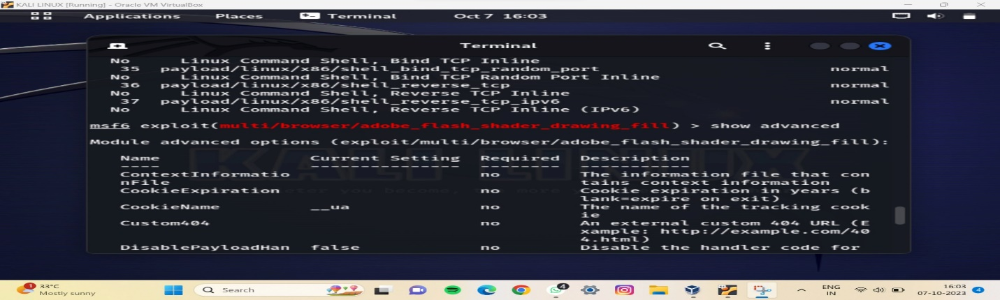 KALI LINUX [Running] - Oracle VM VirtualBox
Applications Places Terminal Oct 7 16:03
Terminal
No Linux Command Shell, Bind TCP Inline
35 payload/linux/x86/shell_bind_tcp_random_port normal
No Linux Command Shell, Bind TCP Random Port Inline
36 payload/linux/x86/shell_reverse_tcp normal
No Linux Command Shell, Reverse TCP Inline
37 payload/linux/x86/shell_reverse_tcp_ipv6 normal
No Linux Command Shell, Reverse TCP Inline (IPv6)
msf6 exploit(multi/browser/adobe_flash_shader_drawing_fill) > show advanced
Module advanced options (exploit/multi/browser/adobe_flash_shader_drawing_fill):
Name Current Setting Required Description
---- --------------- -------- -----------
ContextInformatio no The information file that con
nFile tains context information
CookieExpiration no Cookie expiration in years (b
lank=expire on exit)
CookieName __ua no The name of the tracking cook
ie
Custom404 no An external custom 404 URL (E
xample: http://example.com/40
4.html)
DisablePayloadHan false no Disable the handler code for
KALI LINUX
33°C
Mostly sunny
1
Search
4
ENG
IN
16:03
07-10-2023
4